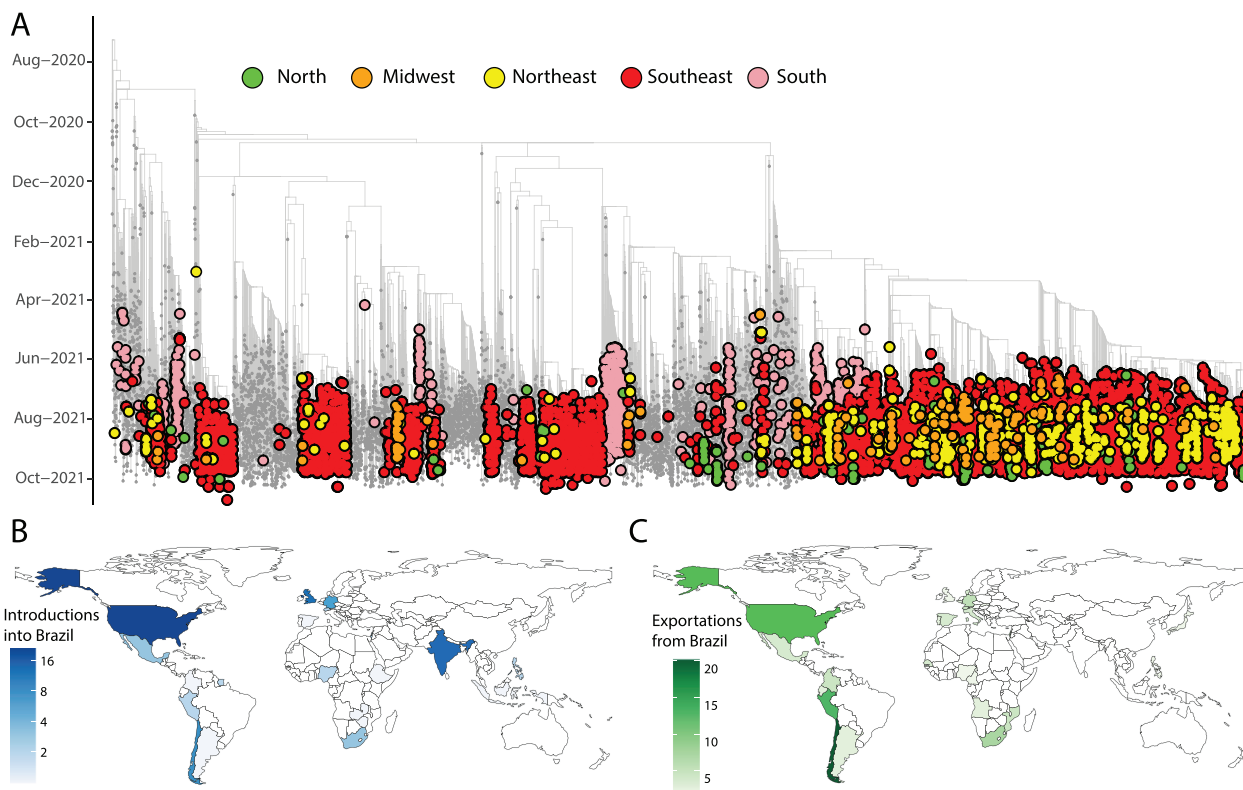 A
Aug−2020
Oct−2020
Dec−2020
Feb−2021
Apr−2021
Jun−2021
Aug−2021
Oct−2021
North
Midwest
Northeast
Southeast
South
B
Introductions
into Brazil
16
8
4
2
C
Exportations
from Brazil
20
15
10
5